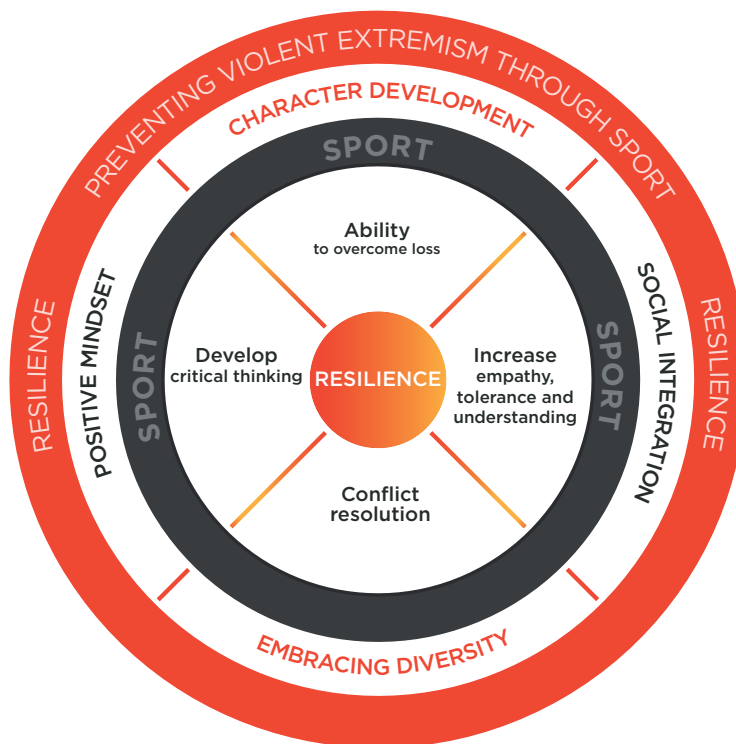 PREVENTING VIOLENT EXTREMISM THROUGH SPORT
CHARACTER DEVELOPMENT
SPORT
Ability
to overcome loss
RESILIENCE
POSITIVE MINDSET
SPORT
Develop
critical thinking
RESILIENCE
Increase
empathy,
tolerance and
understanding
SPORT
SOCIAL INTEGRATION
RESILIENCE
Conflict
resolution
EMBRACING DIVERSITY